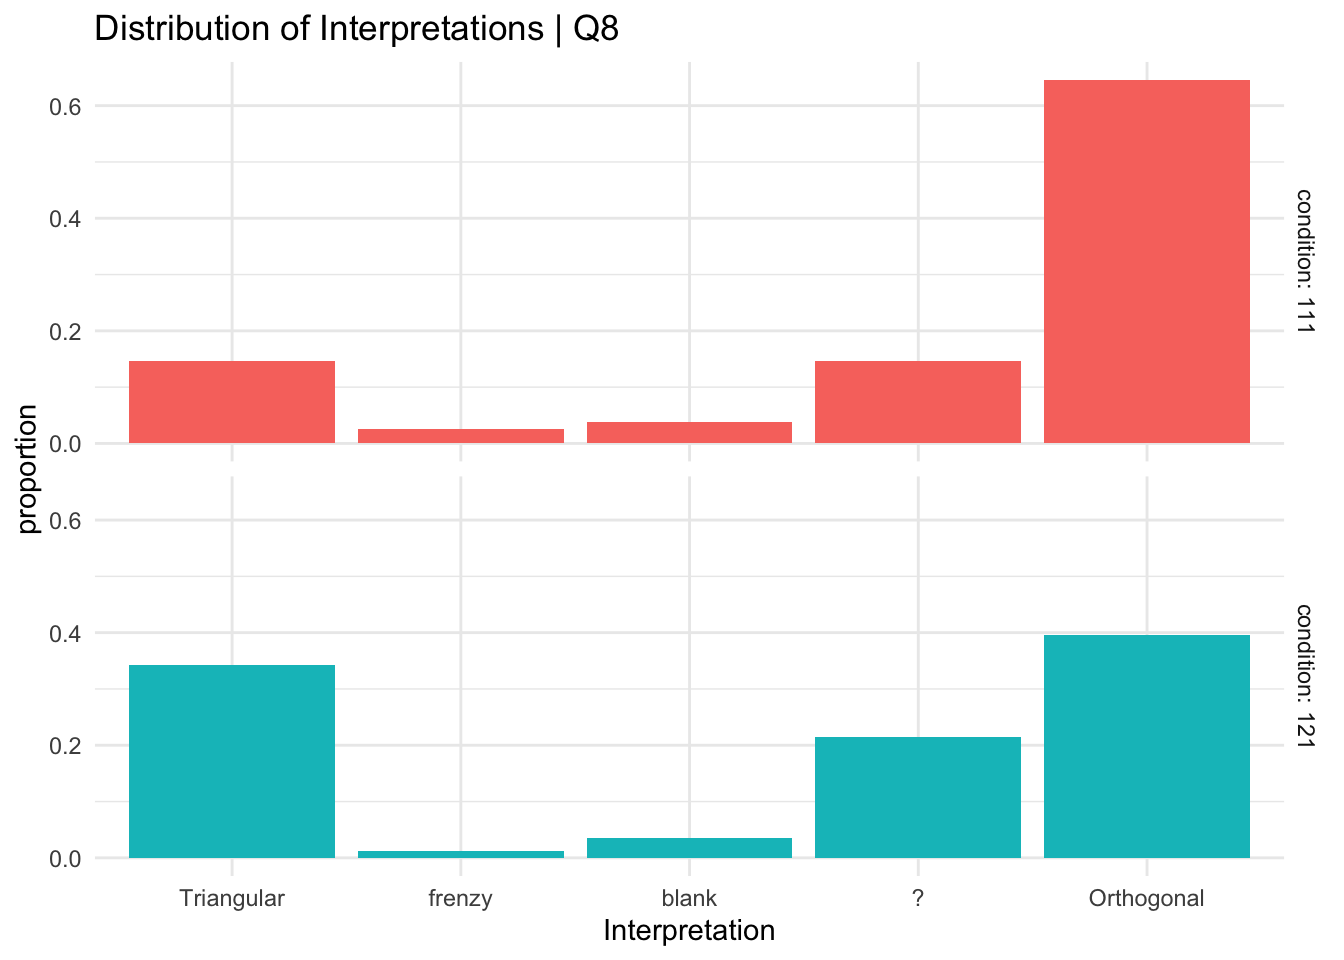 Distribution of Interpretations | Q8
0.6
0.4
0.2
0.0
condition: 111
proportion
0.6
0.4
0.2
0.0
condition: 121
Triangular frenzy blank ? Orthogonal
Interpretation